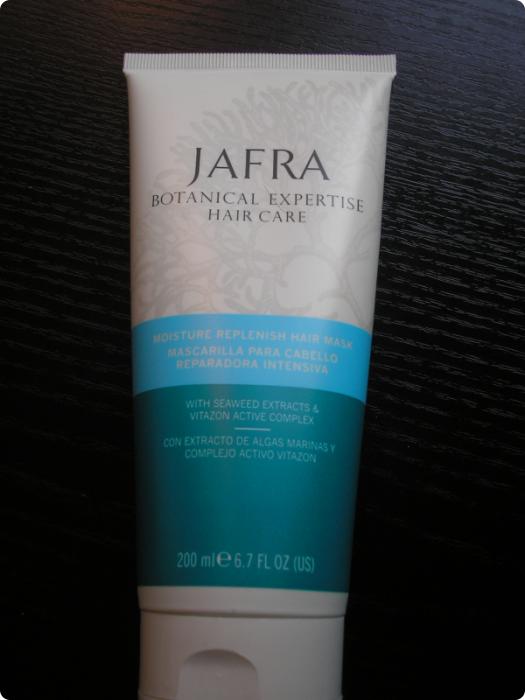 JAFRA
BOTANICAL EXPERTISE
HAIR CARE
MOISTURE REPLENISH HAIR MASK
MASCARILLA PARA CABELLO
REPARADORA INTENSIVA
WITH SEAWEED EXTRACTS &
VITAZON ACTIVE COMPLEX
CON EXTRACTO DE ALGAS MARINAS Y
COMPLEJO ACTIVO VITAZON
200 ml℮ 6.7 FL OZ (US)